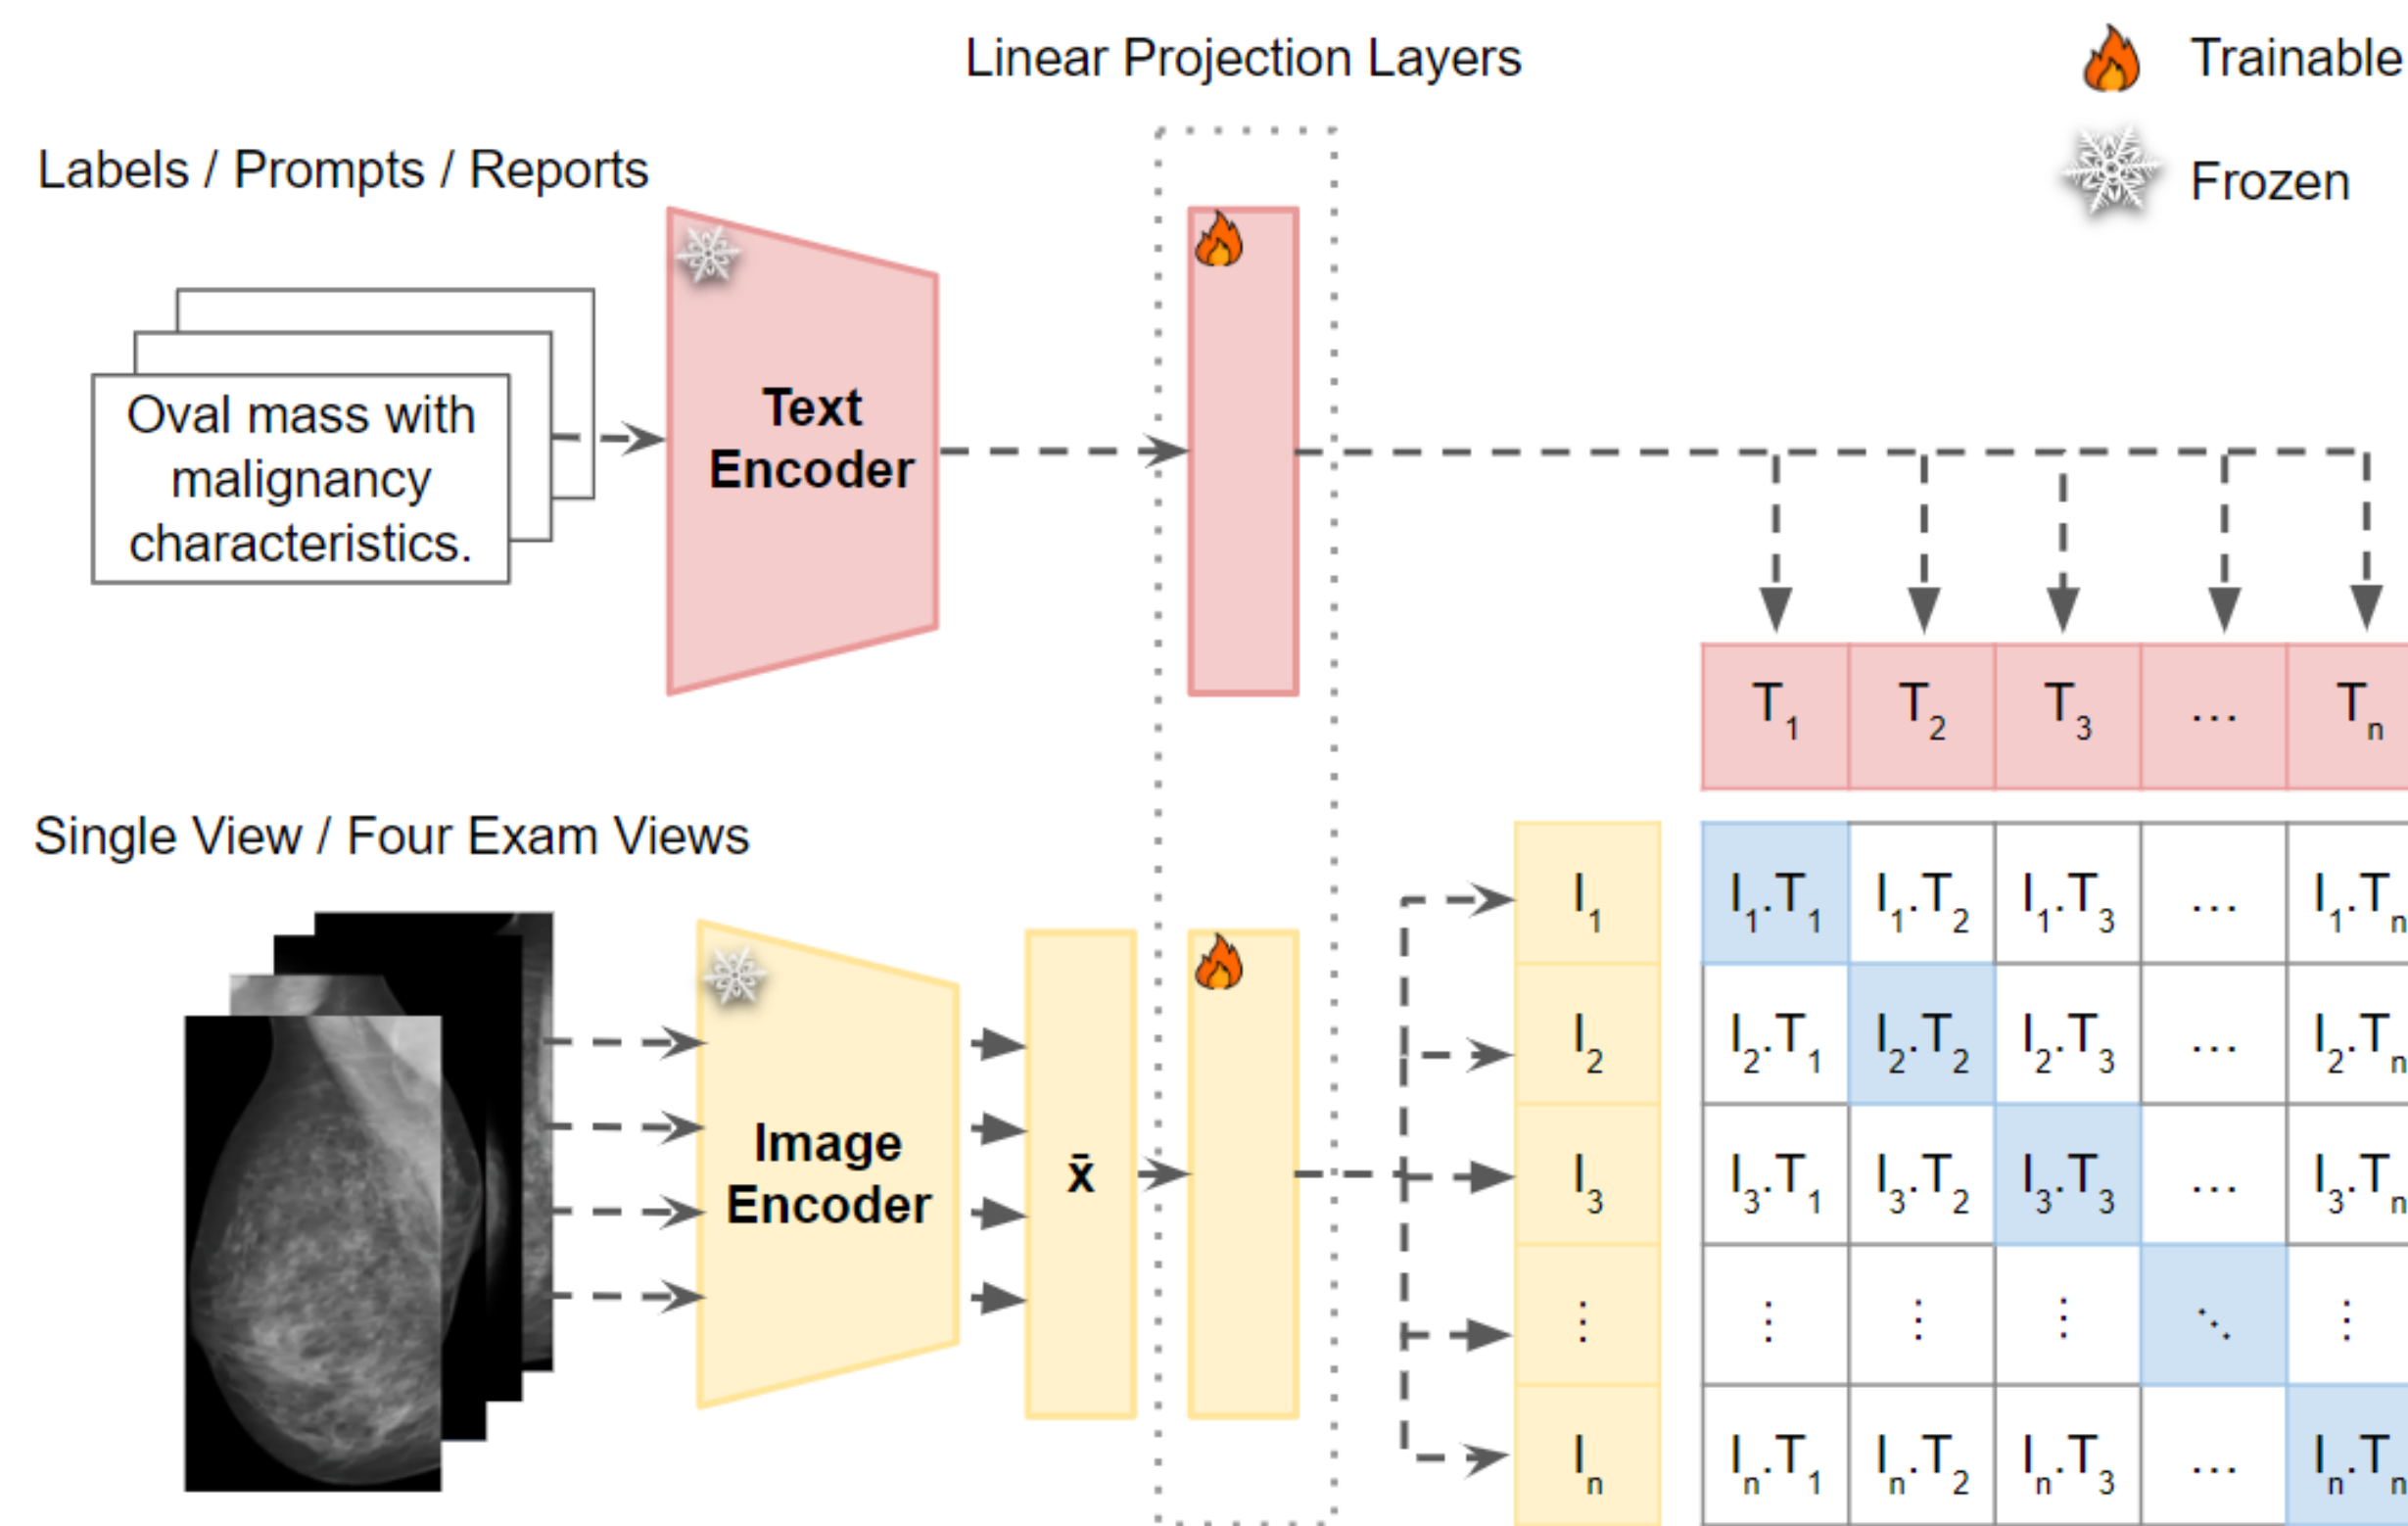 Linear Projection Layers
Trainable
Frozen
Labels / Prompts / Reports
Oval mass with
malignancy
characteristics.
Text
Encoder
T1 T2 T3 … Tn
Single View / Four Exam Views
Image
Encoder
x̄
I1 I1.T1 I1.T2 I1.T3 … I1.Tn
I2 I2.T1 I2.T2 I2.T3 … I2.Tn
I3 I3.T1 I3.T2 I3.T3 … I3.Tn
⋮ ⋮ ⋮ ⋮ ⋱ ⋮
In In.T1 In.T2 In.T3 … In.Tn